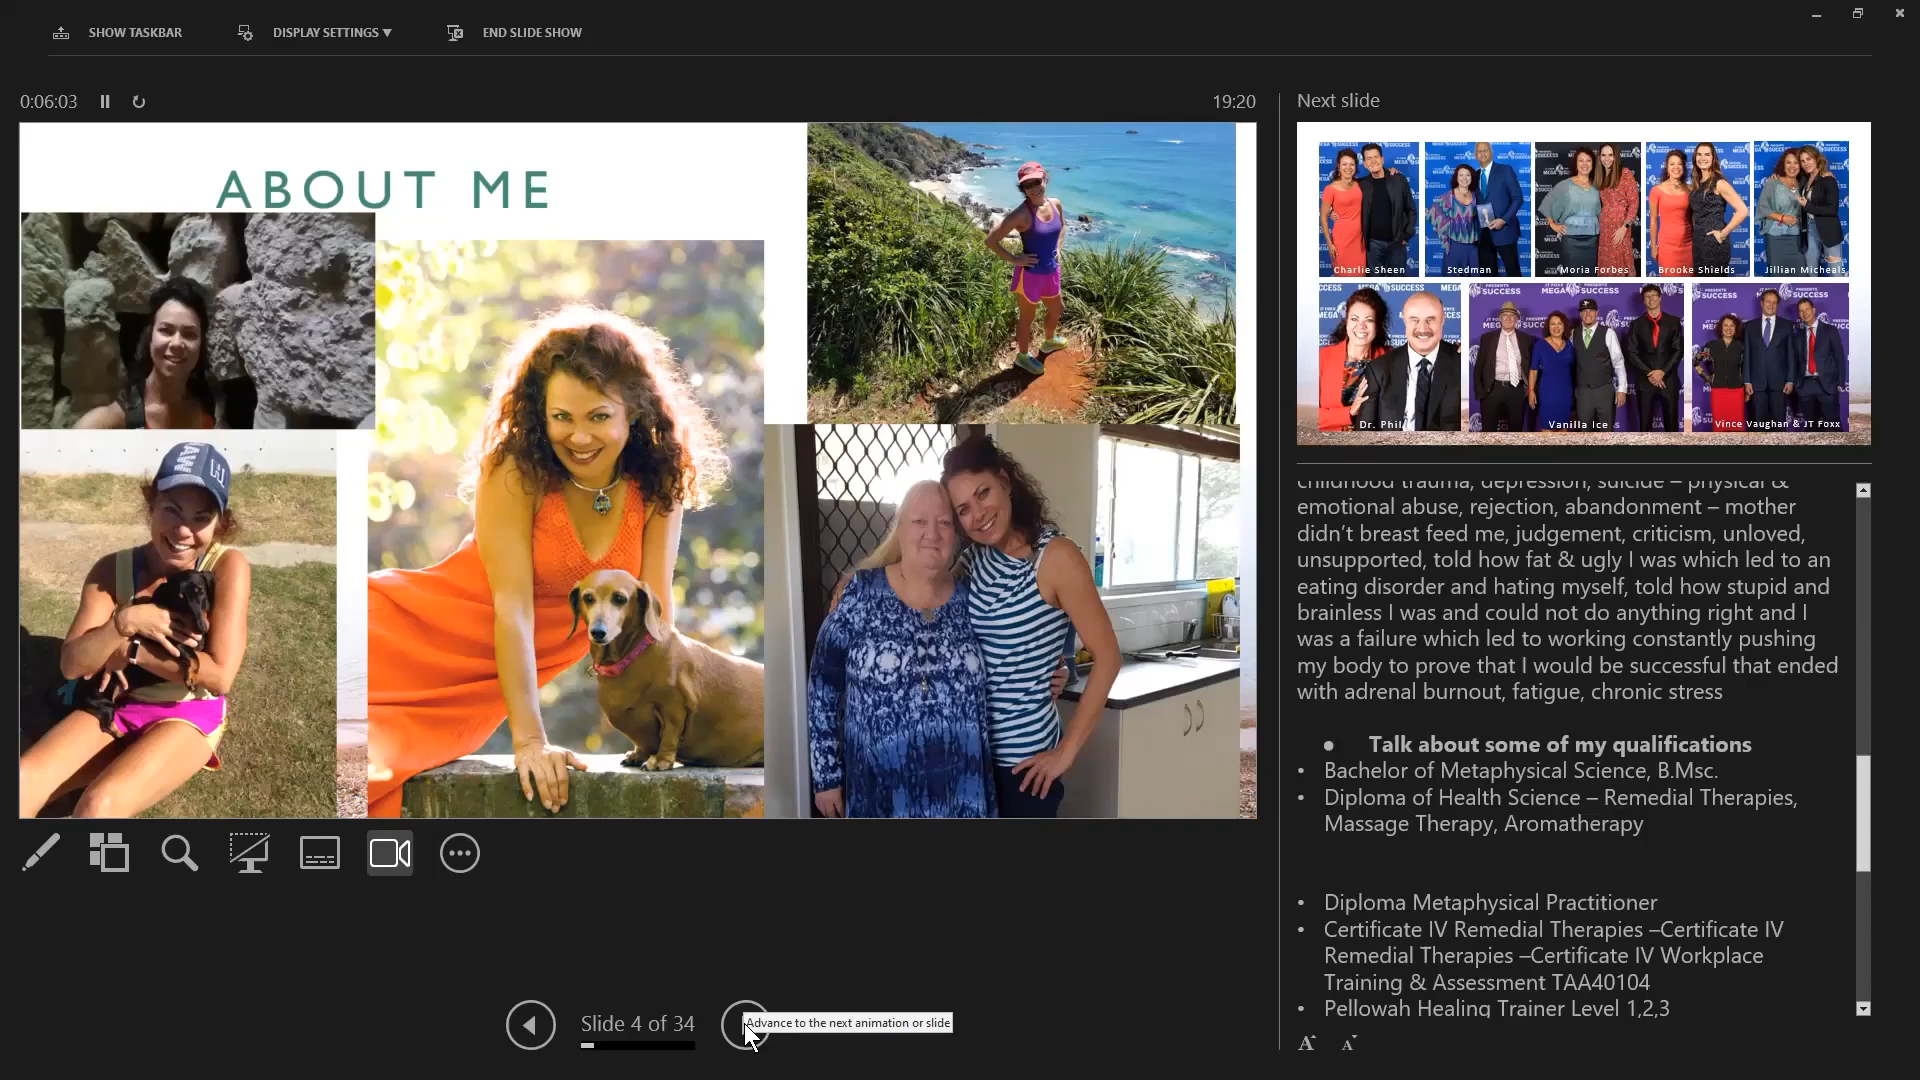 SHOW TASKBAR
DISPLAY SETTINGS ▼
END SLIDE SHOW
0:06:03
19:20
Next slide
ABOUT ME
Charlie Sheen
Stedman
Moria Forbes
Brooke Shields
Jillian Micheals
Dr. Phil
Vanilla Ice
Vince Vaughan & JT Foxx
childhood trauma, depression, suicide – physical &
emotional abuse, rejection, abandonment – mother
didn't breast feed me, judgement, criticism, unloved,
unsupported, told how fat & ugly I was which led to an
eating disorder and hating myself, told how stupid and
brainless I was and could not do anything right and I
was a failure which led to working constantly pushing
my body to prove that I would be successful that ended
with adrenal burnout, fatigue, chronic stress
● Talk about some of my qualifications
• Bachelor of Metaphysical Science, B.Msc.
• Diploma of Health Science – Remedial Therapies,
Massage Therapy, Aromatherapy
• Diploma Metaphysical Practitioner
• Certificate IV Remedial Therapies –Certificate IV
Remedial Therapies –Certificate IV Workplace
Training & Assessment TAA40104
• Pellowah Healing Trainer Level 1,2,3
Slide 4 of 34
Advance to the next animation or slide
A A